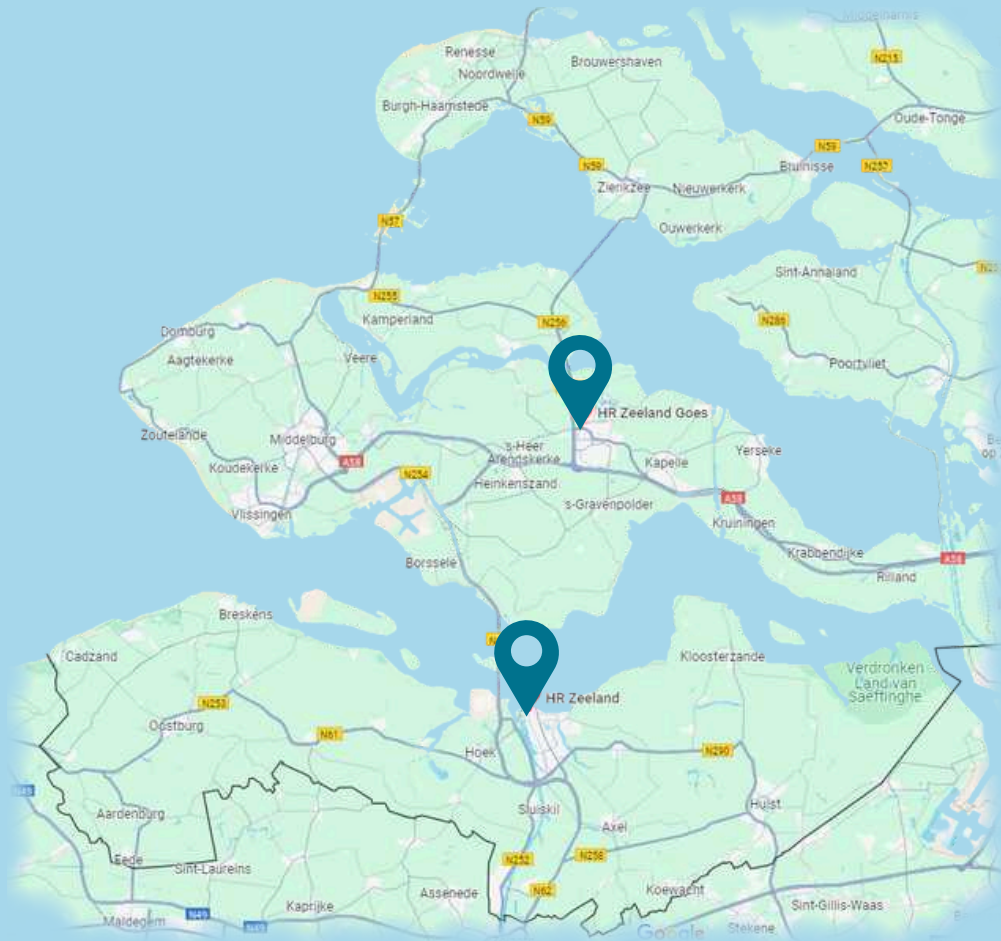 Middelharnis
Renesse
Noordwelle
Brouwershaven
N215
Burgh-Haamstede
Oude-Tonge
N59
N59
N59
N257
Bruinisse
Zierikzee
Nieuwerkerk
N57
Ouwerkerk
Sint-Annaland
N255
Kamperland
N256
N286
Domburg
Aagtekerke
Veere
Poortvliet
HR Zeeland Goes
Zoutelande
Middelburg
's-Heer
Arendskerke
Yerseke
Koudekerke
A58
N254
Kapelle
Heinkenszand
Vlissingen
s-Gravenpolder
A58
Kruiningen
Krabbendijke
A58
Borssele
Rilland
Breskens
Cadzand
Kloosterzande
Verdronken
Land van
Saeftinghe
HR Zeeland
N253
Oostburg
N61
Hoek
N290
Aardenburg
Sluiskil
Hulst
Axel
Eede
Sint-Laureins
N252
N258
Assenede
N62
Koewacht
Kaprijke
Sint-Gillis-Waas
Maldegem
N49
N49
Google
Stekene